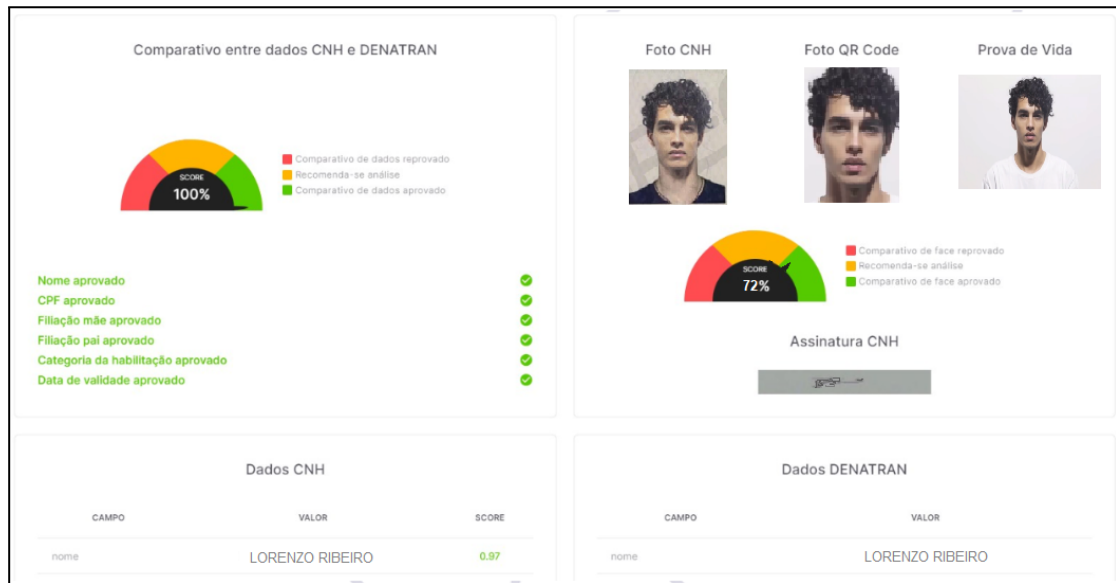 Comparativo entre dados CNH e DENATRAN
SCORE
100%
Comparativo de dados reprovado
Recomenda-se análise
Comparativo de dados aprovado
Nome aprovado
CPF aprovado
Filiação mãe aprovado
Filiação pai aprovado
Categoria da habilitação aprovado
Data de validade aprovado
Foto CNH
Foto QR Code
Prova de Vida
SCORE
72%
Comparativo de face reprovado
Recomenda-se análise
Comparativo de face aprovado
Assinatura CNH
Dados CNH
CAMPO VALOR SCORE
nome LORENZO RIBEIRO 0.97
Dados DENATRAN
CAMPO VALOR
nome LORENZO RIBEIRO